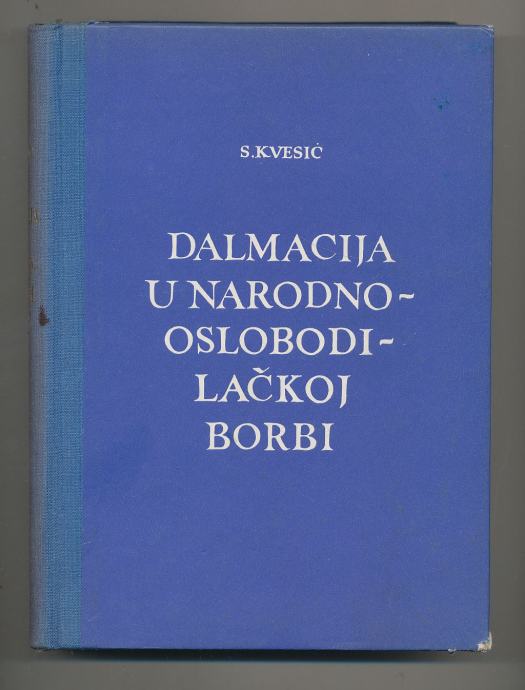 S. KVESIĆ
DALMACIJA
U NARODNO-
OSLOBODI-
LAČKOJ
BORBI